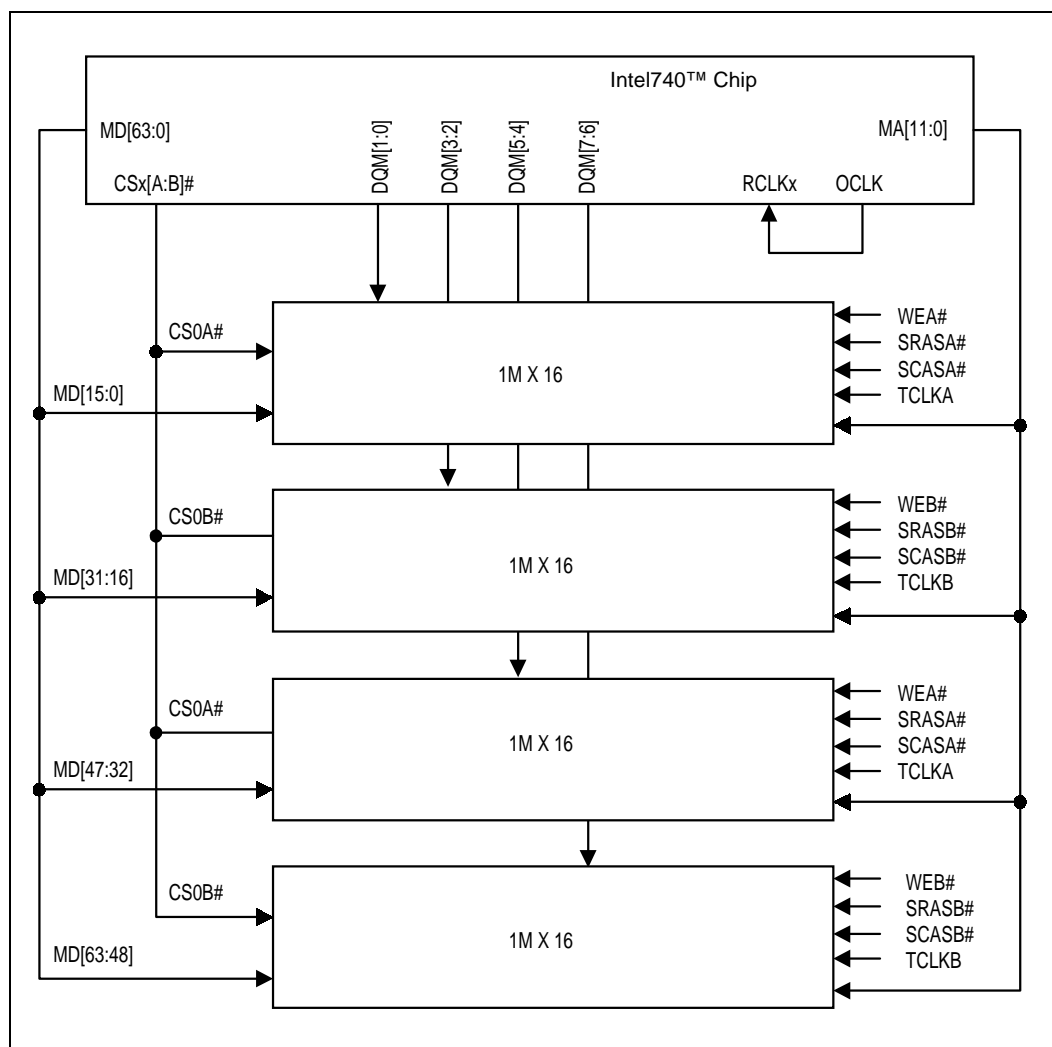 Intel740™ Chip
MD[63:0]
DQM[1:0]
DQM[3:2]
DQM[5:4]
DQM[7:6]
MA[11:0]
CSx[A:B]#
RCLKx
OCLK
CS0A#
MD[15:0]
1M X 16
WEA#
SRASA#
SCASA#
TCLKA
CS0B#
MD[31:16]
1M X 16
WEB#
SRASB#
SCASB#
TCLKB
CS0A#
MD[47:32]
1M X 16
WEA#
SRASA#
SCASA#
TCLKA
CS0B#
MD[63:48]
1M X 16
WEB#
SRASB#
SCASB#
TCLKB